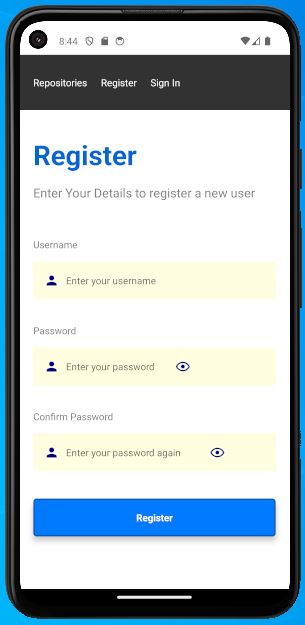 8:44
Repositories Register Sign In
Register
Enter Your Details to register a new user
Username
Enter your username
Password
Enter your password
Confirm Password
Enter your password again
Register